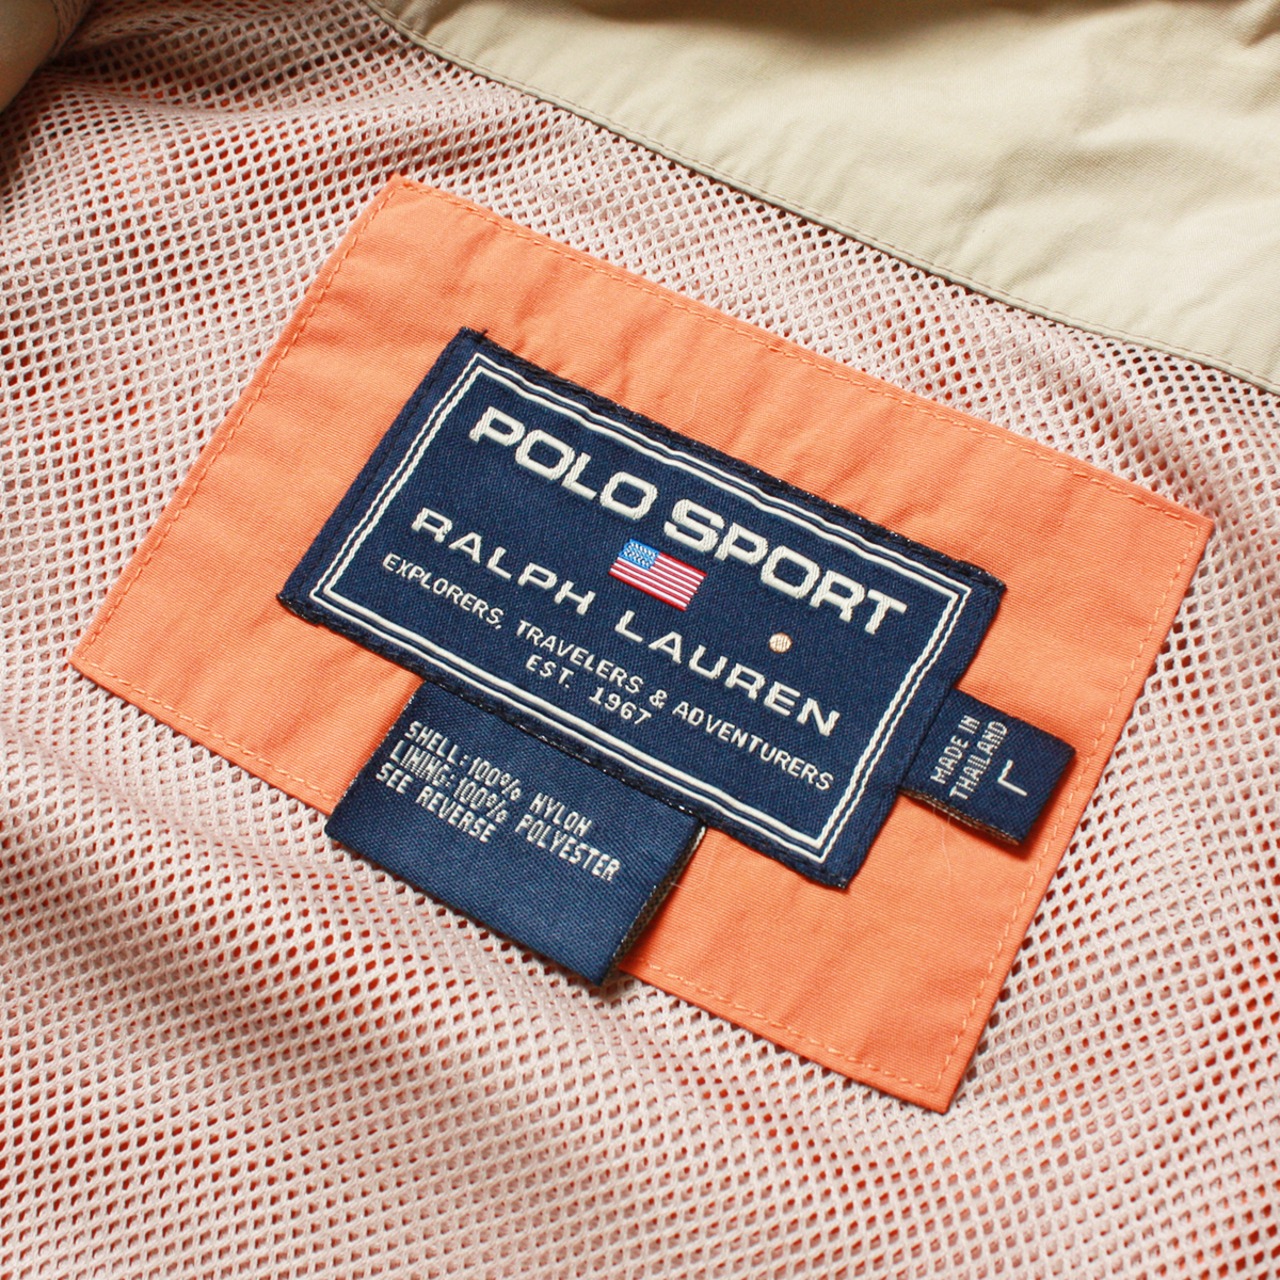 POLO SPORT
RALPH LAUREN
EXPLORERS, TRAVELERS & ADVENTURERS
EST. 1967
MADE IN
THAILAND
L
SHELL: 100% NYLON
LINING: 100% POLYESTER
SEE REVERSE